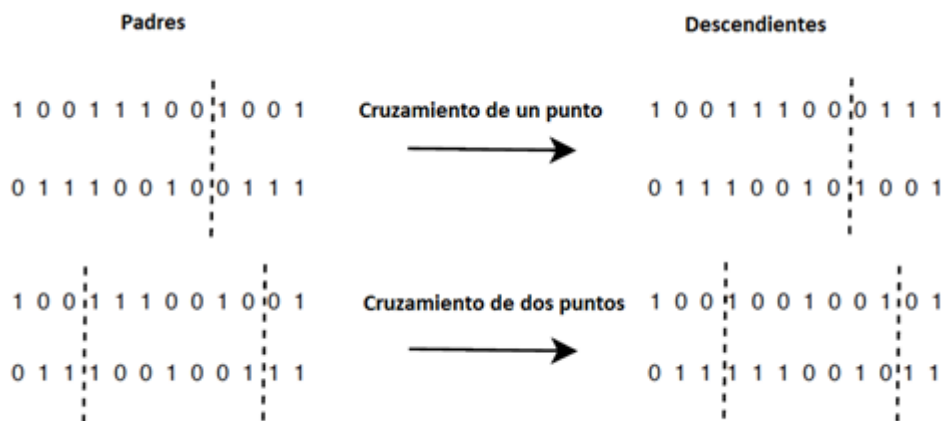 Padres Descendientes
1 0 0 1 1 1 0 0 1 0 0 1 Cruzamiento de un punto 1 0 0 1 1 1 0 0 0 1 1 1
0 1 1 1 0 0 1 0 0 1 1 1 0 1 1 1 0 0 1 0 1 0 0 1
1 0 0 1 1 1 0 0 1 0 0 1 Cruzamiento de dos puntos 1 0 0 1 0 0 1 0 0 1 0 1
0 1 1 1 0 0 1 0 0 1 1 1 0 1 1 1 1 1 0 0 1 0 1 1